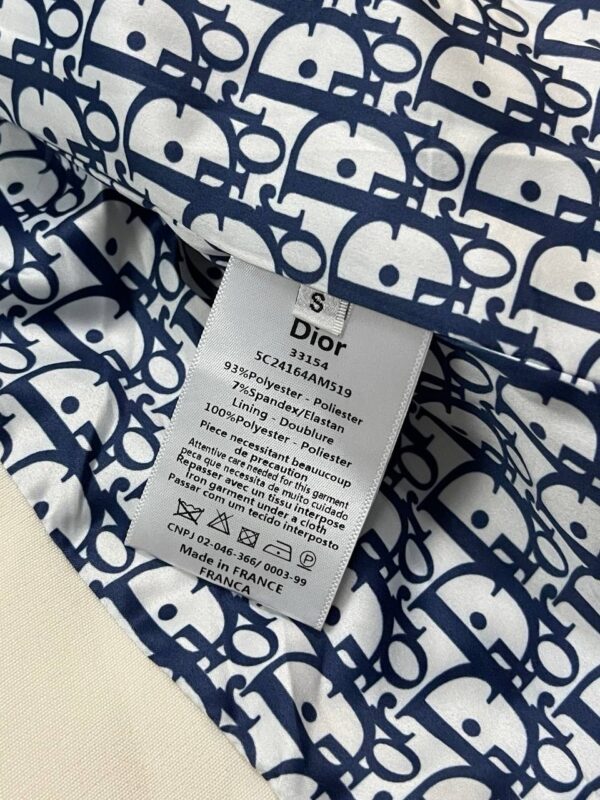 S
Dior
33154
5C24164AM519
93%Polyester - Poliester
7%Spandex/Elastan
Lining - Doublure
100%Polyester - Poliester
Piece necessitant beauucoup
de precaution
Attentive care needed for this garment
peca que necessita de muito cuidado
Repasser avec un tissu interpose
Iron garment under a cloth
Passar com um tecido interposto
P
CNPJ 02-046-366/ 0003-99
Made in FRANCE
FRANCA